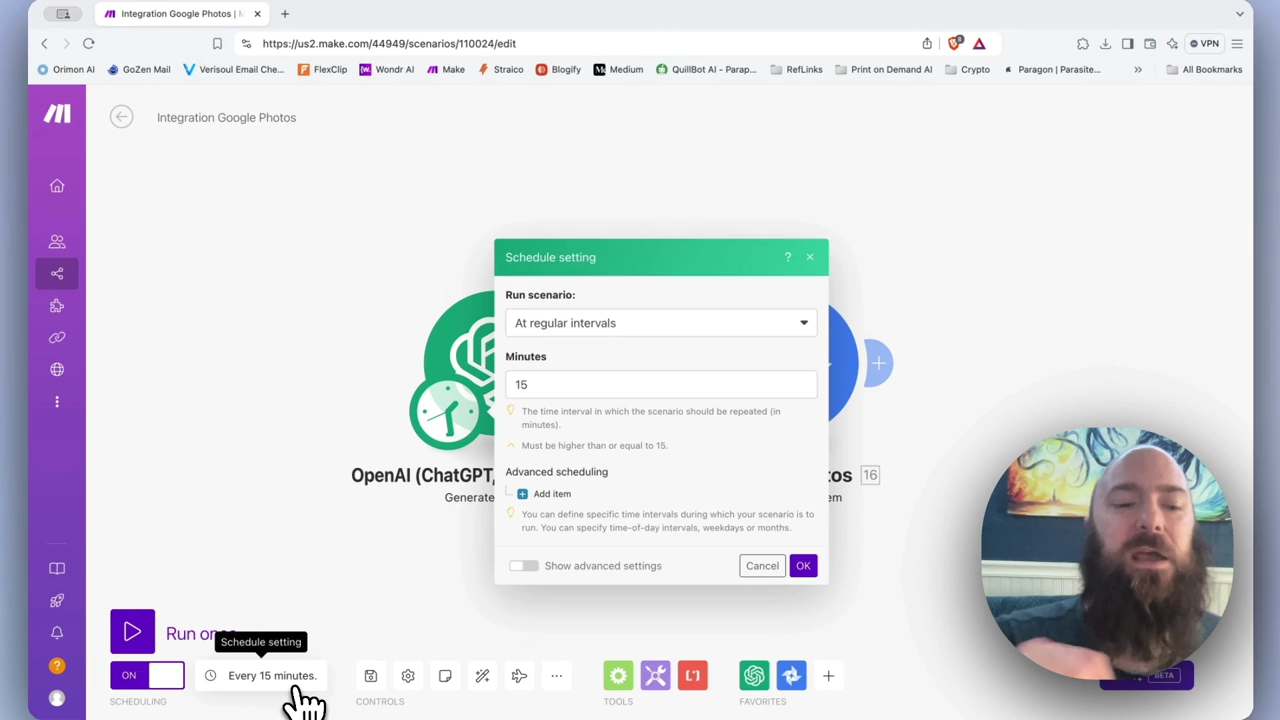 Integration Google Photos | M
https://us2.make.com/44949/scenarios/110024/edit
VPN
Orimon AI
GoZen Mail
Verisoul Email Che...
FlexClip
Wondr AI
Make
Straico
Blogify
Medium
QuillBot AI - Parap...
RefLinks
Print on Demand AI
Crypto
Paragon | Parasite...
All Bookmarks
Integration Google Photos
Schedule setting
Run scenario:
At regular intervals
Minutes
15
The time interval in which the scenario should be repeated (in
minutes).
Must be higher than or equal to 15.
Advanced scheduling
Add item
You can define specific time intervals during which your scenario is to
run. You can specify time-of-day intervals, weekdays or months.
Show advanced settings
Cancel
OK
OpenAI (ChatGPT,
Generate
tos 16
em
Run on
Schedule setting
ON
Every 15 minutes.
SCHEDULING
CONTROLS
TOOLS
FAVORITES
BETA